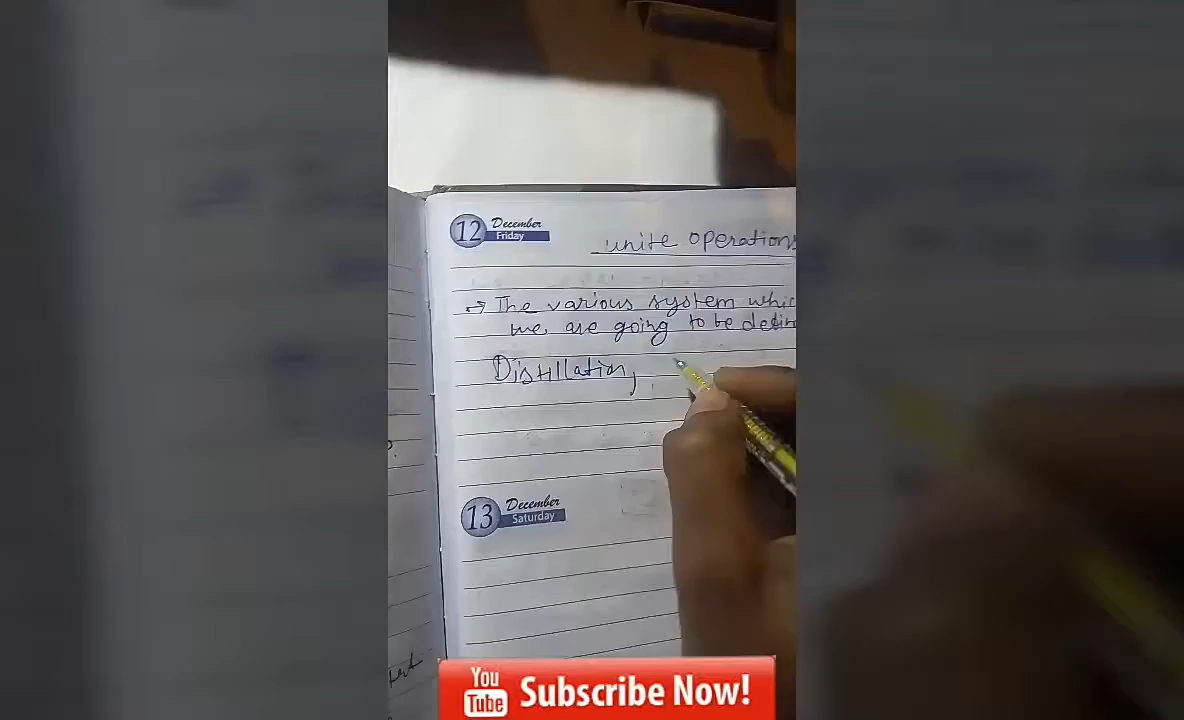 12 December
Friday
unite operations
→ The various system whic
we are going to be
Distillation,
13 December
Saturday
You
Tube
Subscribe Now!